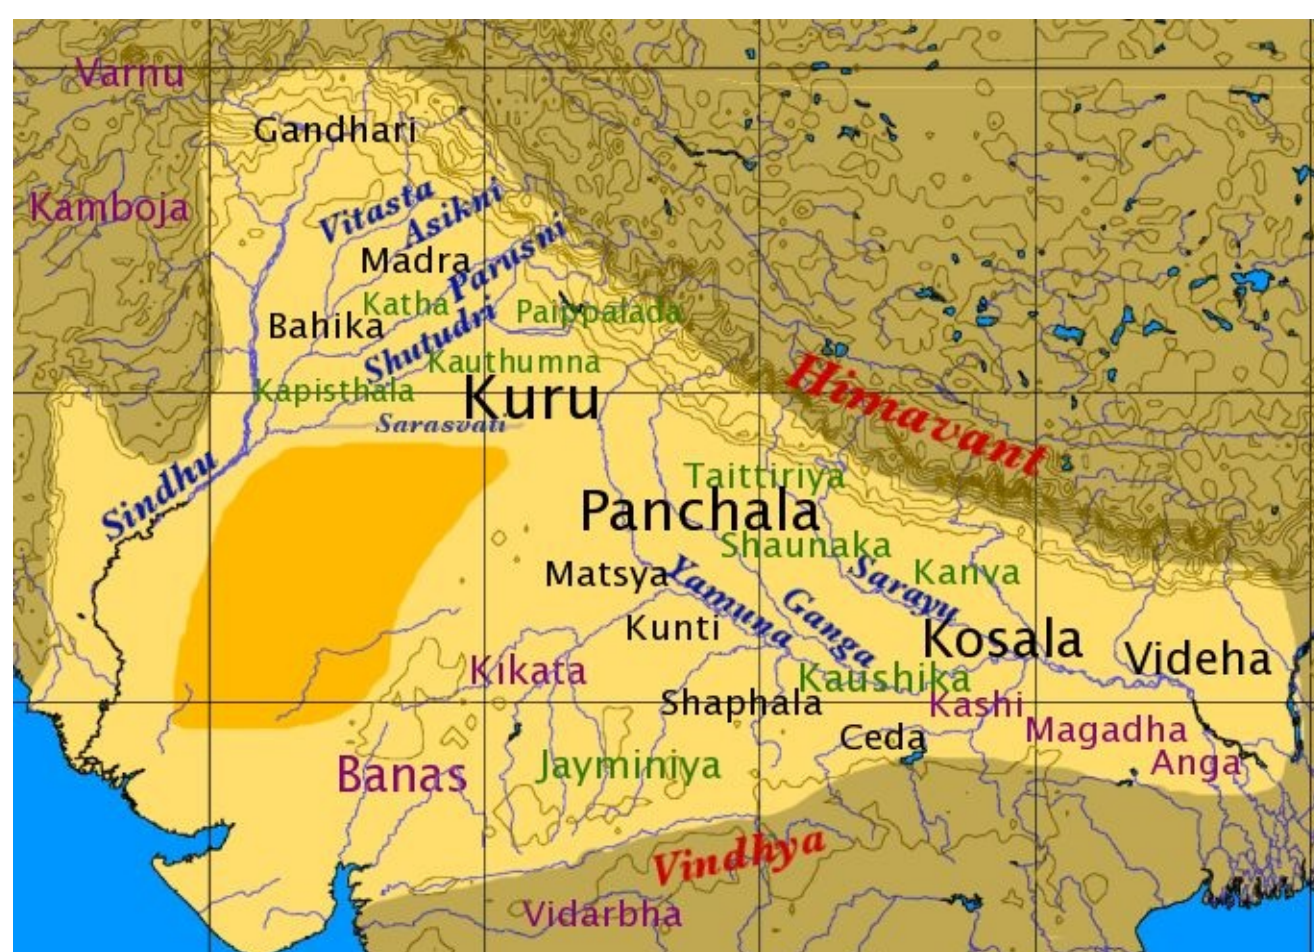 Varnu
Gandhari
Kamboja
Vitasta
Asikni
Parusni
Madra
Katha
Paippalada
Bahika
Shutudri
Kauthumna
Kapisthala
Kuru
Sarasvati
Himavant
Sindhu
Taittiriya
Panchala
Shaunaka
Matsya
Yamuna
Sarayu
Kanva
Kunti
Ganga
Kosala
Videha
Kikata
Kaushika
Shaphala
Kashi
Ceda
Magadha
Banas
Jayminiya
Anga
Vindhya
Vidarbha